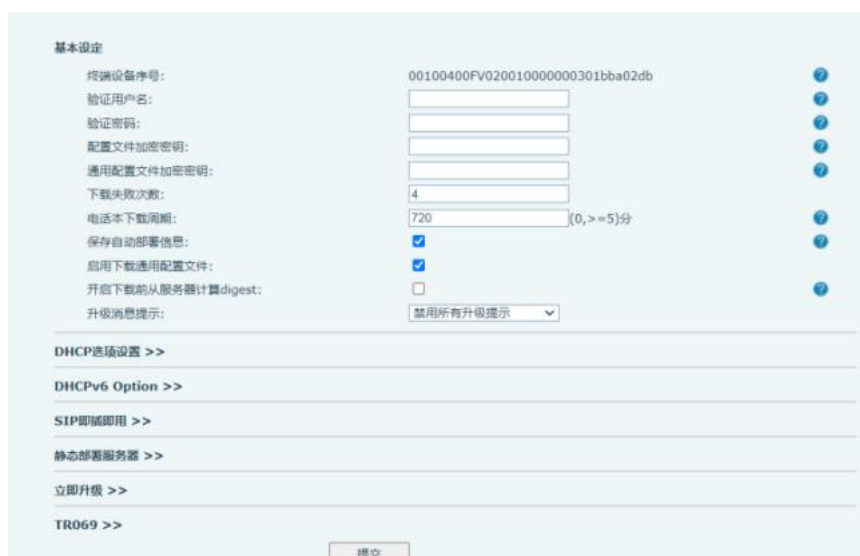 基本设定
终端设备序号: 00100400FV020010000000301bba02db
验证用户名:
验证密码:
配置文件加密密钥:
通用配置文件加密密钥:
下载失败次数: 4
电话本下载周期: 720 (0,>=5)分
保存自动部署信息:
启用下载通用配置文件:
开启下载前从服务器计算digest:
升级消息提示: 禁用所有升级提示
DHCP选项设置 >>
DHCPv6 Option >>
SIP即插即用 >>
静态部署服务器 >>
立即升级 >>
TR069 >>
提交